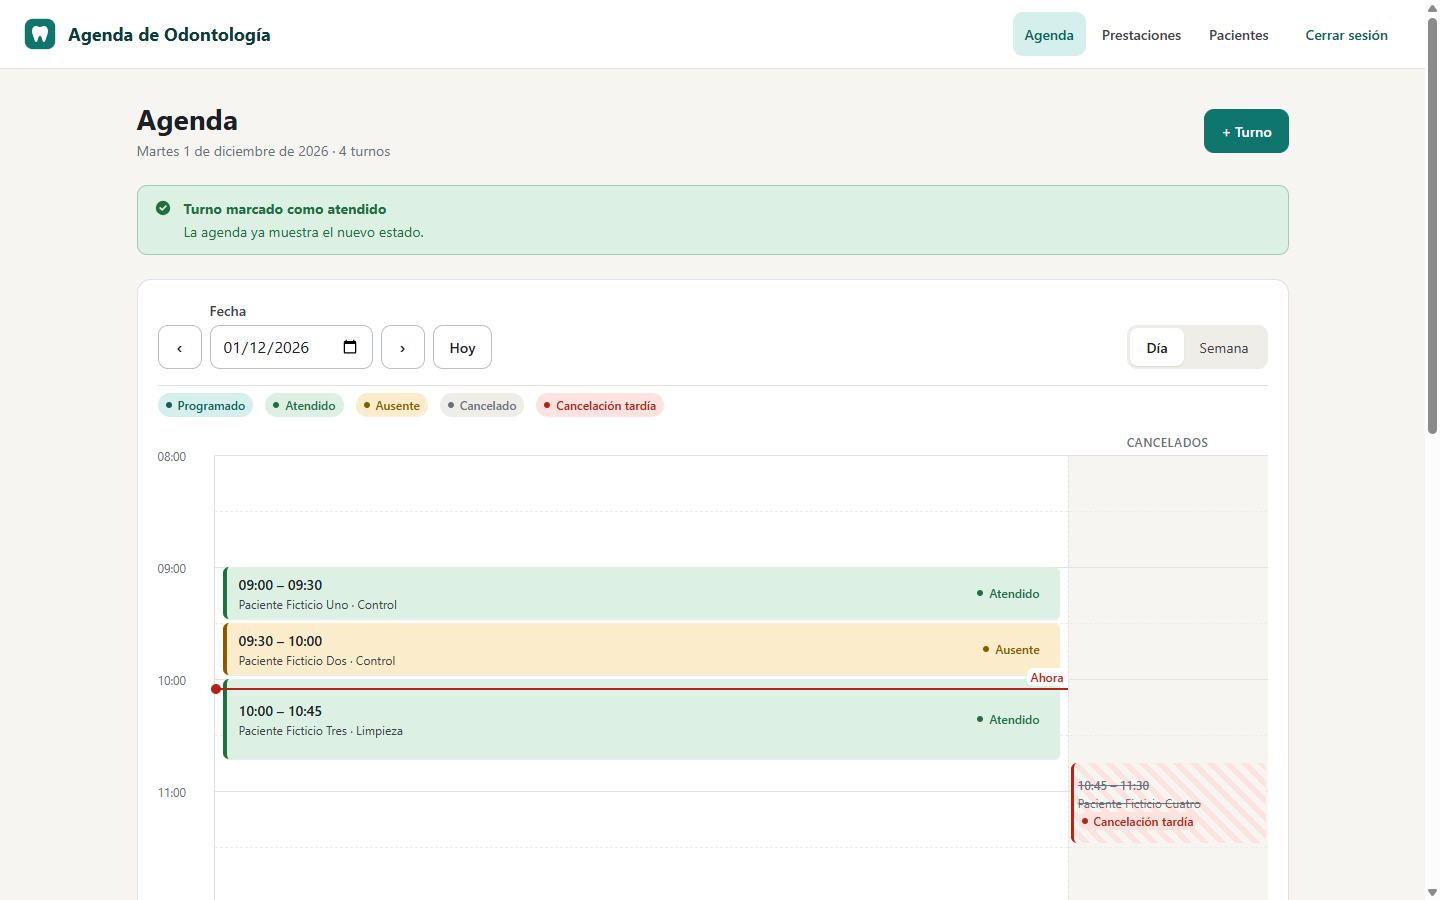 Agenda de Odontología
Agenda
Prestaciones
Pacientes
Cerrar sesión
Agenda
Martes 1 de diciembre de 2026 · 4 turnos
+ Turno
Turno marcado como atendido
La agenda ya muestra el nuevo estado.
Fecha
‹
01/12/2026
›
Hoy
Día
Semana
Programado
Atendido
Ausente
Cancelado
Cancelación tardía
CANCELADOS
08:00
09:00
09:00 – 09:30
Paciente Ficticio Uno · Control
Atendido
09:30 – 10:00
Paciente Ficticio Dos · Control
Ausente
10:00
Ahora
10:00 – 10:45
Paciente Ficticio Tres · Limpieza
Atendido
11:00
10:45 – 11:30
Paciente Ficticio Cuatro
Cancelación tardía